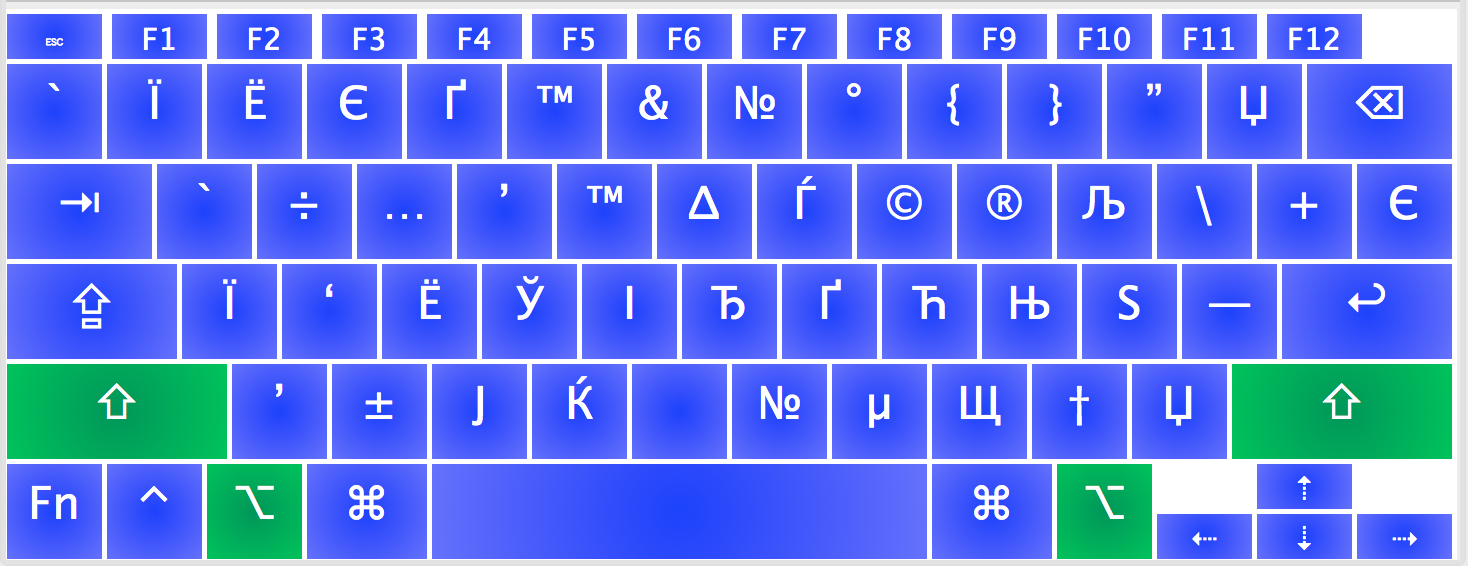 ESC F1 F2 F3 F4 F5 F6 F7 F8 F9 F10 F11 F12
` Ї Ё Є Ґ ™ & № ° { } ” Џ ⌫
⇥ ` ÷ … ’ ™ ∆ Ѓ © ® Љ \ + Є
⇪ Ї ‘ Ё Ў І Ђ Ґ Ћ Њ Ѕ — ↩
⇧ ’ ± Ј Ќ № µ Щ † Џ ⇧
Fn ^ ⌥ ⌘ ⌘ ⌥ ⇡
⇠ ⇣ ⇢